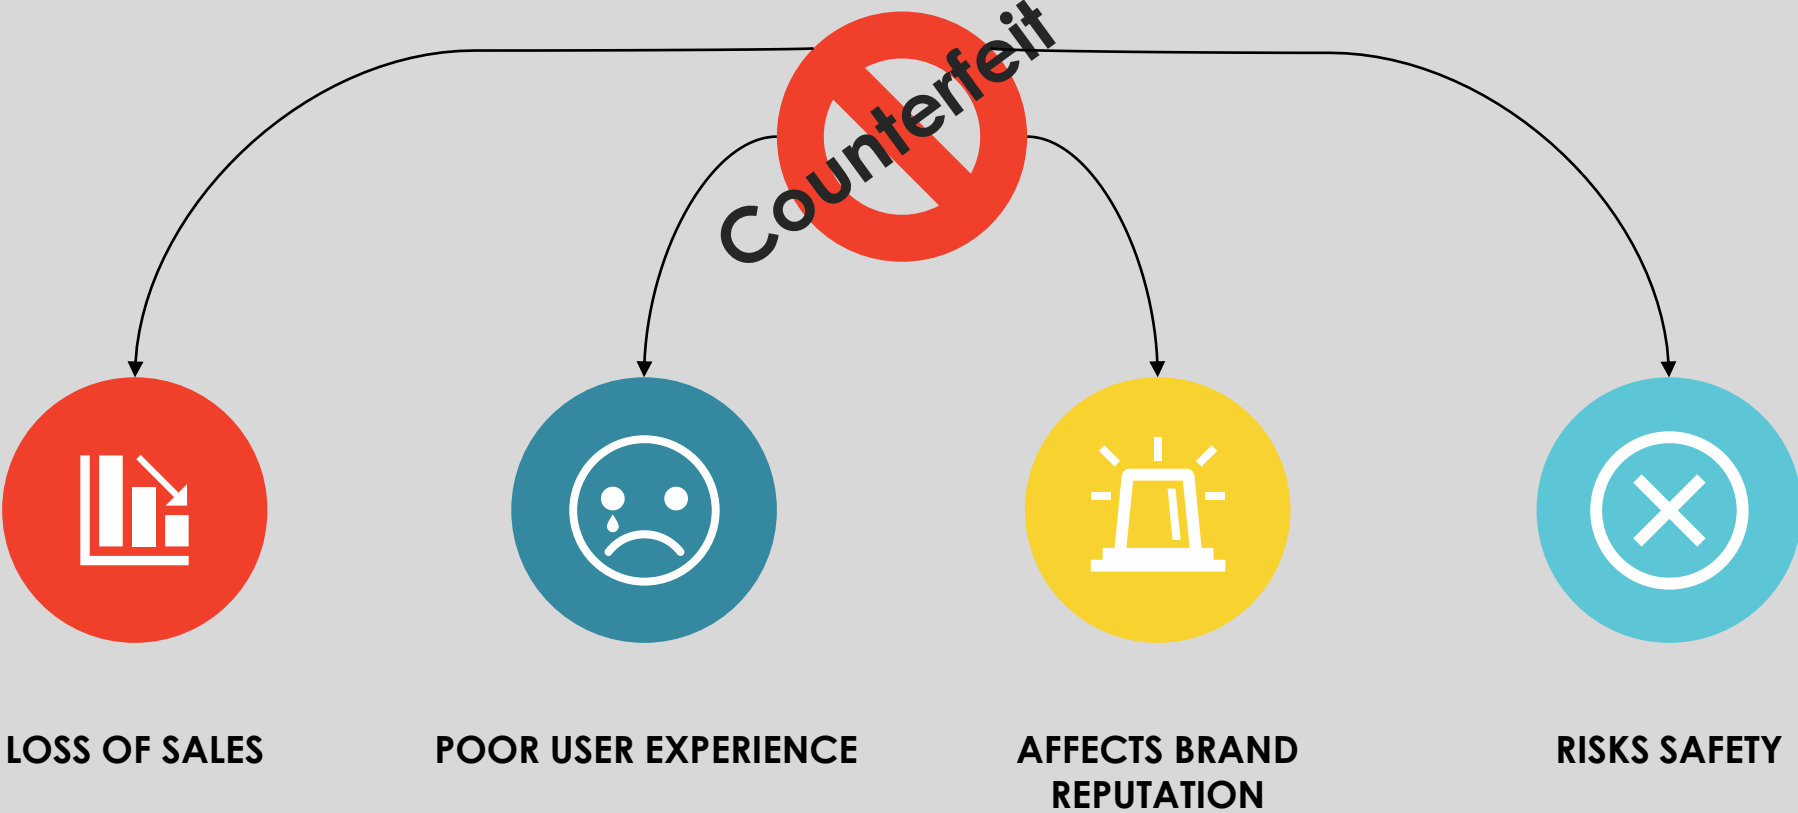 Counterfeit
LOSS OF SALES
POOR USER EXPERIENCE
AFFECTS BRAND
REPUTATION
RISKS SAFETY